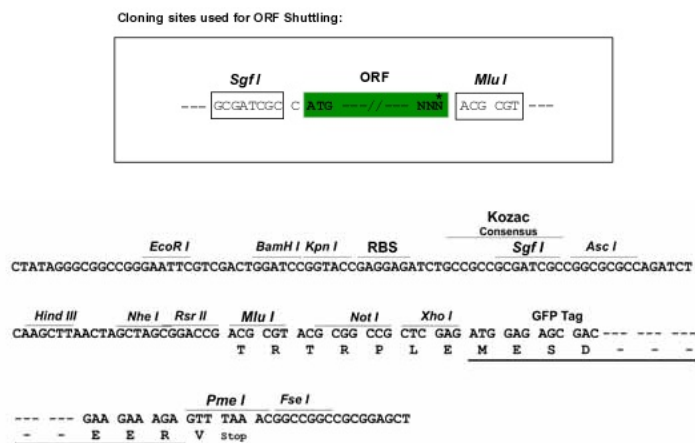 Cloning sites used for ORF Shuttling:
Sgf I ORF Mlu I
--- GCGATCGC C ATG ---//--- NNN* ACG CGT ---
Kozac
Consensus
EcoR I BamH I Kpn I RBS Sgf I Asc I
CTATAGGGCGGCCGGGAATTCGTCGACTGGATCCGGTACCGAGGAGATCTGCCGCCGCGATCGCCGGCGCGCCAGATCT
Hind III Nhe I Rsr II Mlu I Not I Xho I GFP Tag
CAAGCTTAACTAGCTAGCGGACCG ACG CGT ACG CGG CCG CTC GAG ATG GAG AGC GAC--- --- ---
T R T R P L E M E S D - - -
Pme I Fse I
--- --- GAA GAA AGA GTT TAA ACGGCCGGCCGCGGAGCT
- - E E R V Stop